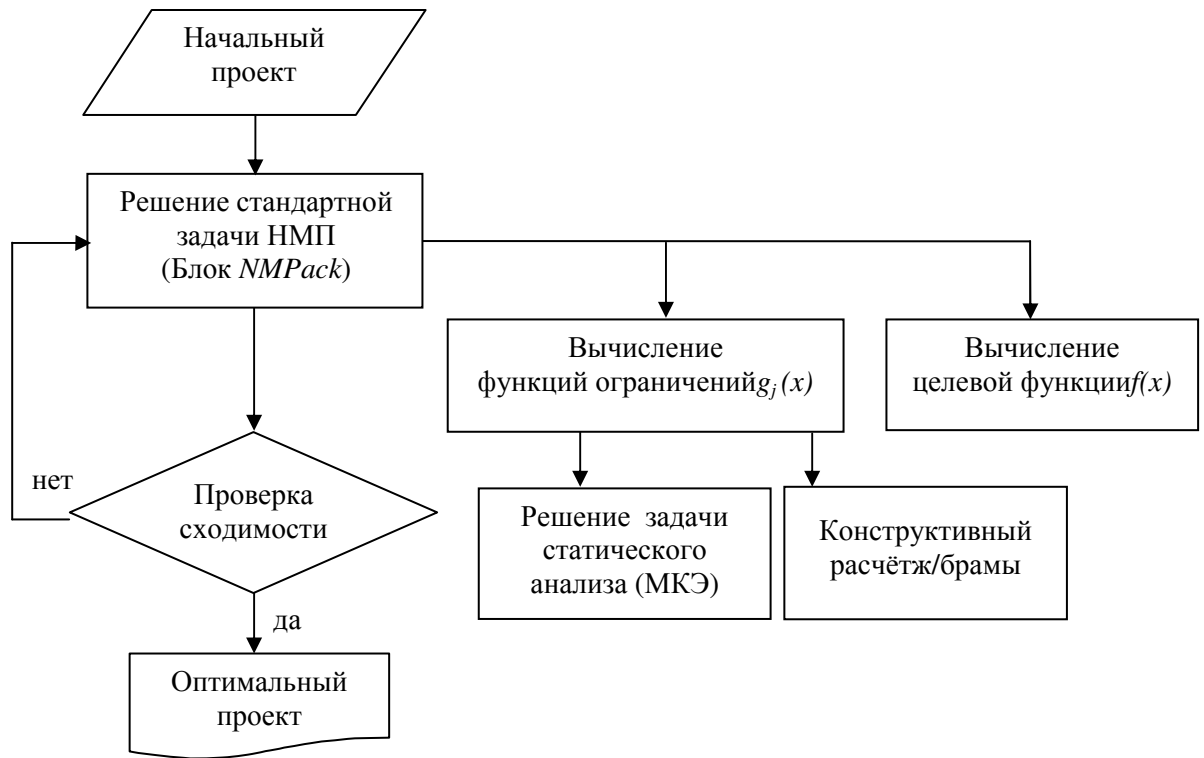 Начальный
проект
Решение стандартной
задачи НМП
(Блок NMPack)
Вычисление
функций ограниченийgj (x)
Вычисление
целевой функцииf(x)
нет
Проверка
сходимости
Решение задачи
статического
анализа (МКЭ)
Конструктивный
расчётж/брамы
да
Оптимальный
проект